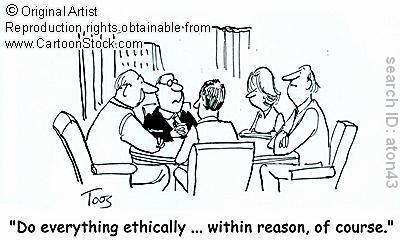 © Original Artist
Reproduction rights obtainable from
www.CartoonStock.com
search ID: aton43
Toos
"Do everything ethically ... within reason, of course."